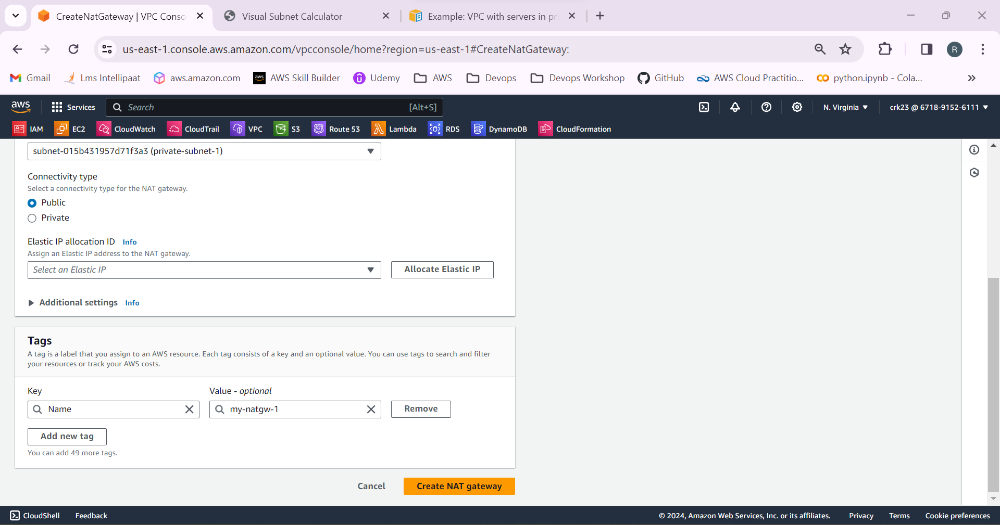 CreateNatGateway | VPC Conso
Visual Subnet Calculator
Example: VPC with servers in pri
us-east-1.console.aws.amazon.com/vpcconsole/home?region=us-east-1#CreateNatGateway:
R
Gmail
Lms Intellipaat
aws.amazon.com
aws
AWS Skill Builder
Udemy
AWS
Devops
Devops Workshop
GitHub
AWS Cloud Practitio...
python.ipynb - Cola...
aws
Services
Search
[Alt+S]
N. Virginia
crk23 @ 6718-9152-6111
IAM
EC2
CloudWatch
CloudTrail
VPC
S3
Route 53
Lambda
RDS
DynamoDB
CloudFormation
subnet-015b431957d71f3a3 (private-subnet-1)
Connectivity type
Select a connectivity type for the NAT gateway.
Public
Private
Elastic IP allocation ID Info
Assign an Elastic IP address to the NAT gateway.
Select an Elastic IP
Allocate Elastic IP
Additional settings Info
Tags
A tag is a label that you assign to an AWS resource. Each tag consists of a key and an optional value. You can use tags to search and filter
your resources or track your AWS costs.
Key
Value - optional
Name
my-natgw-1
Remove
Add new tag
You can add 49 more tags.
Cancel
Create NAT gateway
CloudShell
Feedback
© 2024, Amazon Web Services, Inc. or its affiliates.
Privacy
Terms
Cookie preferences